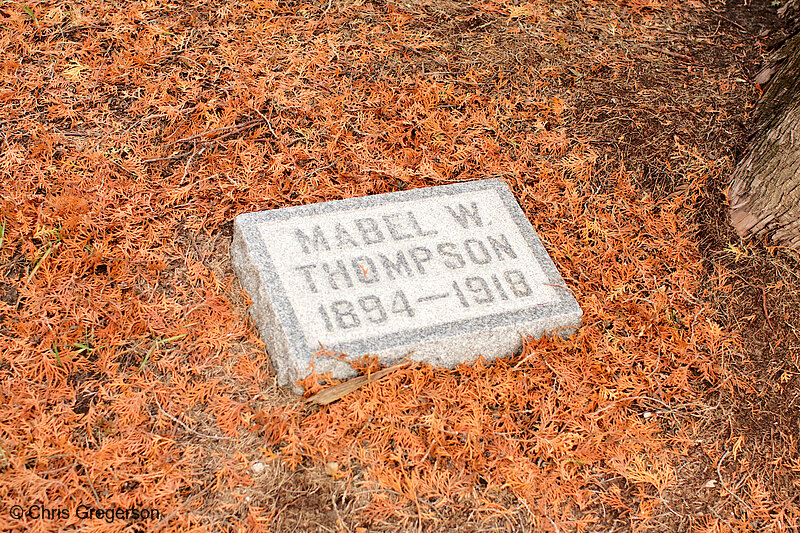 MABEL W.
THOMPSON
1894–1918
© Chris Gregerson